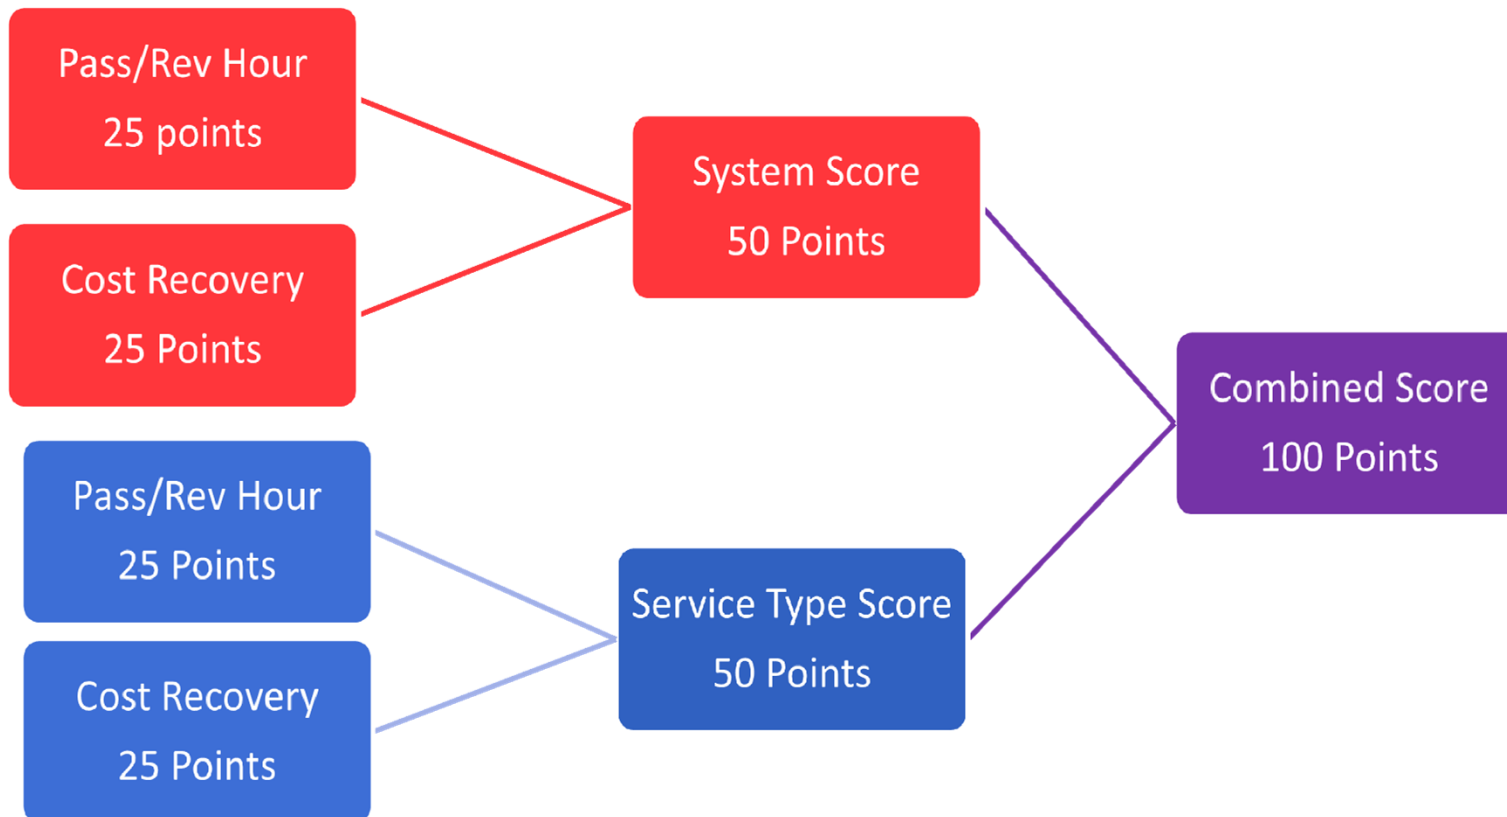 Pass/Rev Hour
25 points
Cost Recovery
25 Points
System Score
50 Points
Pass/Rev Hour
25 Points
Cost Recovery
25 Points
Service Type Score
50 Points
Combined Score
100 Points